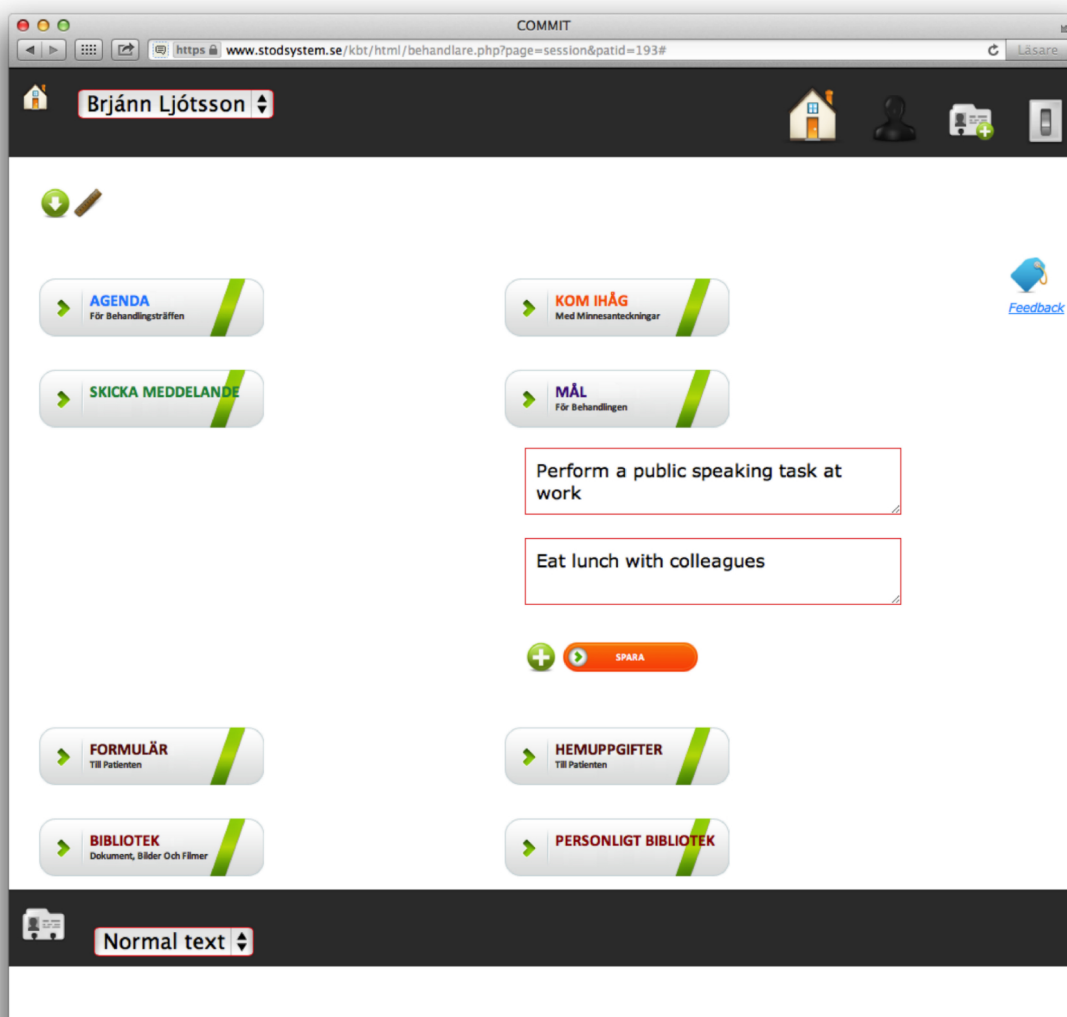 COMMIT
https www.stodsystem.se/kbt/html/behandlare.php?page=session&patid=193#
Läsare
Brjánn Ljótsson
AGENDA
För Behandlingsträffen
KOM IHÅG
Med Minnesanteckningar
Feedback
SKICKA MEDDELANDE
MÅL
För Behandlingen
Perform a public speaking task at
work
Eat lunch with colleagues
SPARA
FORMULÄR
Till Patienten
HEMUPPGIFTER
Till Patienten
BIBLIOTEK
Dokument, Bilder Och Filmer
PERSONLIGT BIBLIOTEK
Normal text